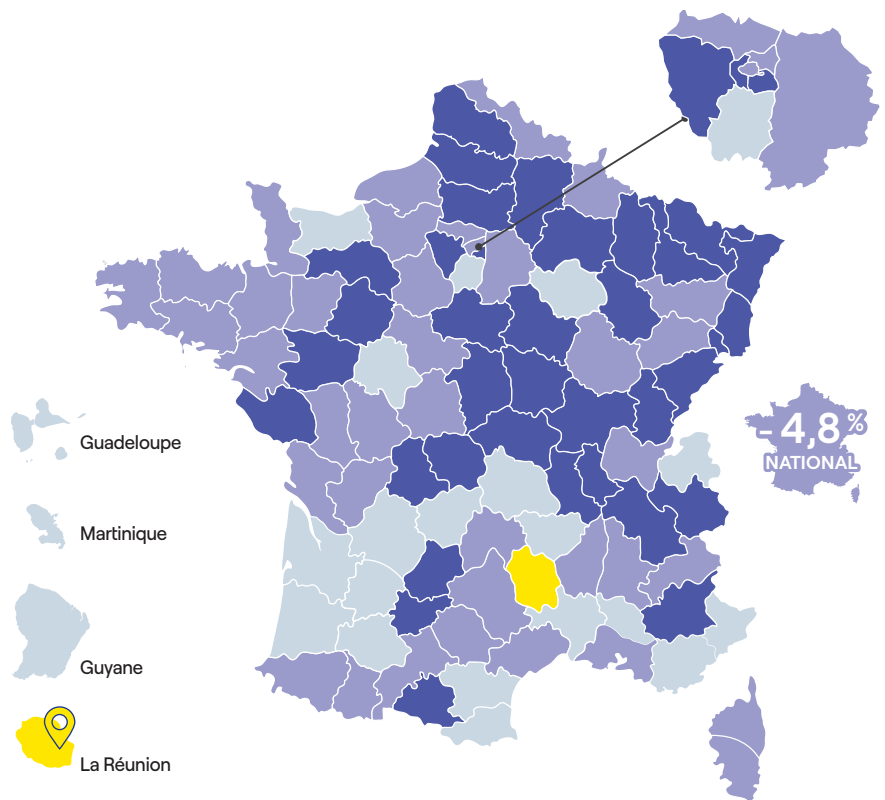 Guadeloupe
- 4,8 %
NATIONAL
Martinique
Guyane
La Réunion